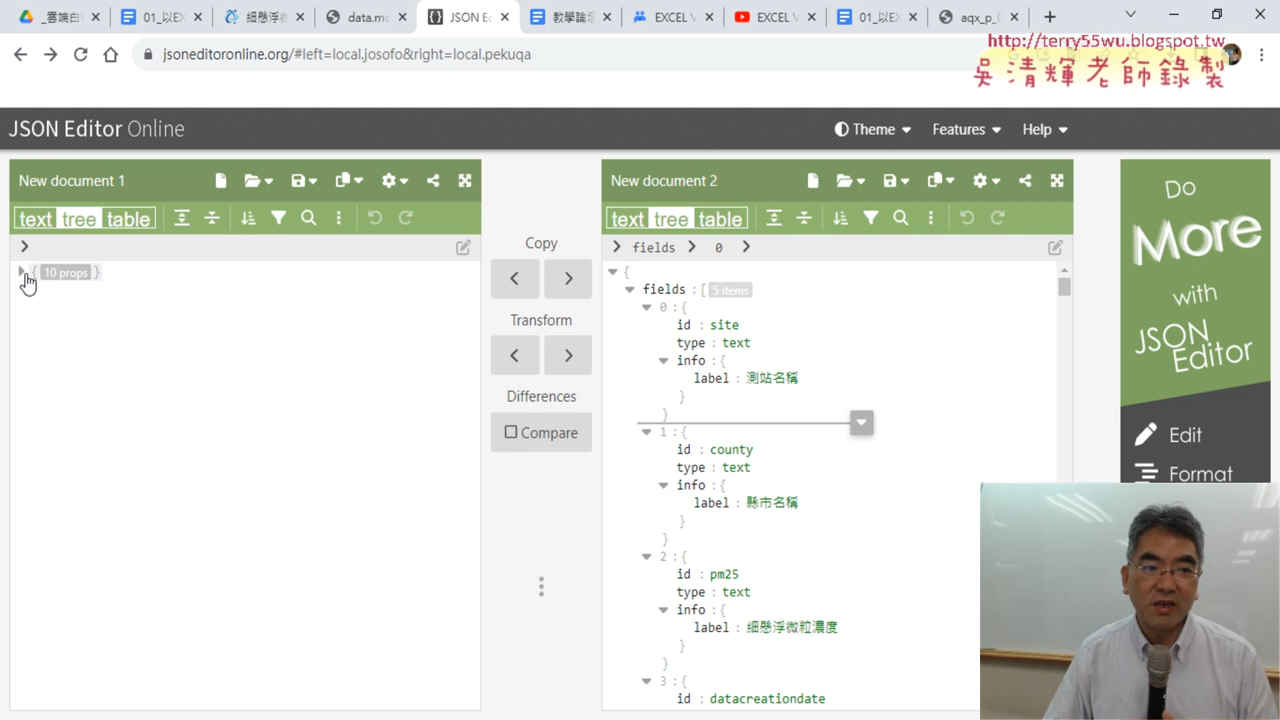 _雲端白
01_以EX
細懸浮微
data.mo
JSON Ed
教學論壇
EXCEL V
EXCEL V
01_以EX
aqx_p_0
jsoneditoronline.org/#left=local.josofo&right=local.pekuqa
http://terry55wu.blogspot.tw
吳清輝老師錄製
JSON Editor Online
Theme
Features
Help
New document 1
text tree table
{ 10 props }
Copy
Transform
Differences
Compare
New document 2
text tree table
fields > 0 >
{
fields : [ 5 items
0 : {
id : site
type : text
info : {
label : 測站名稱
}
}
1 : {
id : county
type : text
info : {
label : 縣市名稱
}
}
2 : {
id : pm25
type : text
info : {
label : 細懸浮微粒濃度
}
}
3 : {
id : datacreationdate
Do
More
with
JSON
Editor
Edit
Format